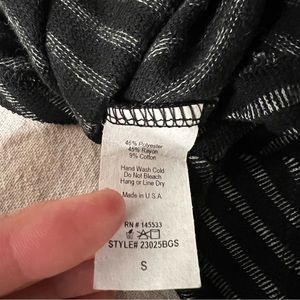 46% Polyester
45% Rayon
9% Cotton
Hand Wash Cold
Do Not Bleach
Hang or Line Dry
Made in U.S.A
RN # 145533
STYLE# 23025BGS
S